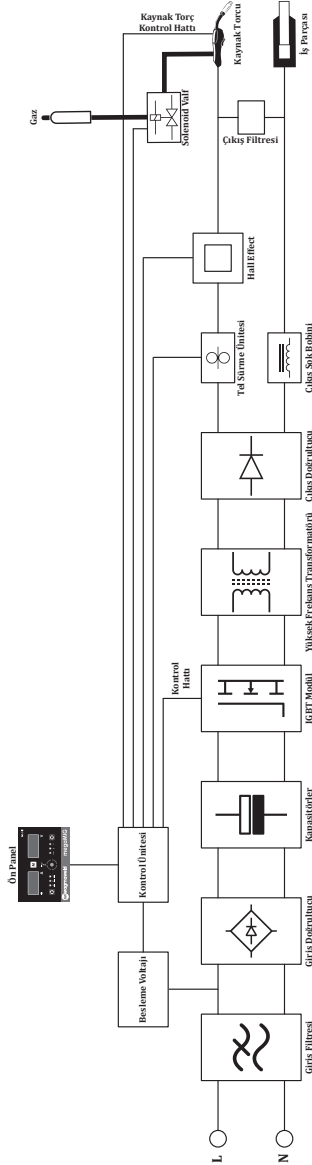 Ön Panel
magmaweld
megaMIG
Gaz
Kaynak Torç
Kontrol Hattı
Solenoid Valf
Kaynak Torcu
İş Parçası
Besleme Voltajı
Kontrol Ünitesi
Kontrol
Hattı
Çıkış Filtresi
Hall Effect
Tel Sürme Ünitesi
Çıkış Şok Bobini
L
N
Giriş Filtresi
Giriş Doğrultucu
Kapasitörler
IGBT Modül
Yüksek Frekans Transformatörü
Çıkış Doğrultucu